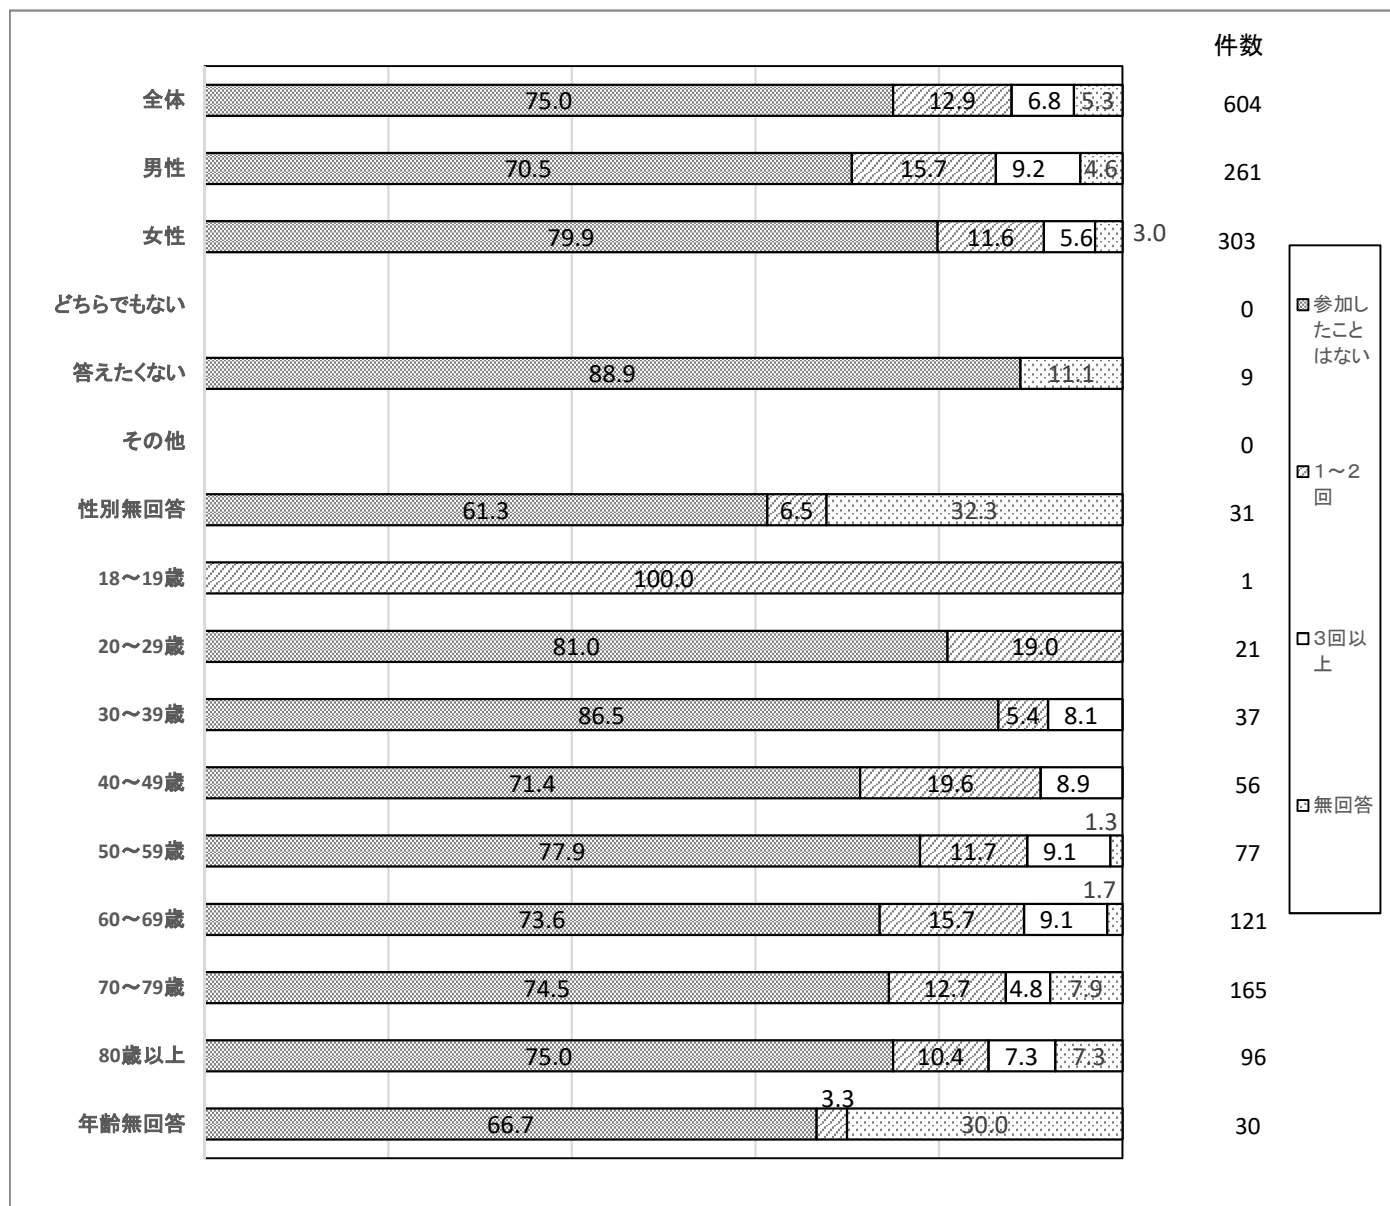 件数
全体 75.0 12.9 6.8 5.3 604
男性 70.5 15.7 9.2 4.6 261
女性 79.9 11.6 5.6 3.0 303
どちらでもない 0
答えたくない 88.9 11.1 9
その他 0
性別無回答 61.3 6.5 32.3 31
18～19歳 100.0 1
20～29歳 81.0 19.0 21
30～39歳 86.5 5.4 8.1 37
40～49歳 71.4 19.6 8.9 56
50～59歳 77.9 11.7 9.1 1.3 77
60～69歳 73.6 15.7 9.1 1.7 121
70～79歳 74.5 12.7 4.8 7.9 165
80歳以上 75.0 10.4 7.3 7.3 96
年齢無回答 66.7 3.3 30.0 30
参加し
たこと
はない
1～2
回
3回以
上
無回答